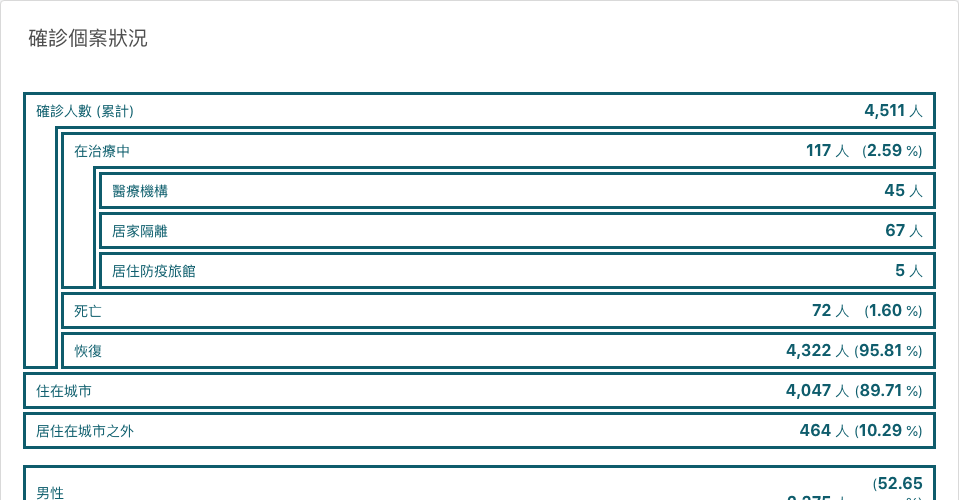 確診個案狀況
確診人數 (累計) 4,511 人
在治療中 117 人 (2.59 %)
醫療機構 45 人
居家隔離 67 人
居住防疫旅館 5 人
死亡 72 人 (1.60 %)
恢復 4,322 人 (95.81 %)
住在城市 4,047 人 (89.71 %)
居住在城市之外 464 人 (10.29 %)
男性 (52.65